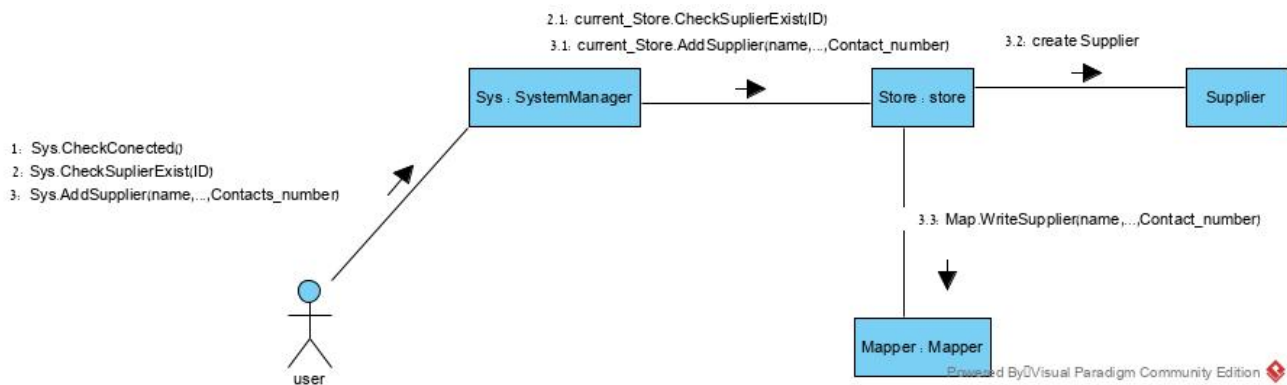 2.1: current_Store.CheckSuplierExist(ID)
3.1: current_Store.AddSupplier(name,...,Contact_number)
3.2: create Supplier
Sys : SystemManager
Store : store
Supplier
1: Sys.CheckConected()
2: Sys.CheckSuplierExist(ID)
3: Sys.AddSupplier(name,...,Contacts_number)
3.3: Map.WriteSupplier(name,...,Contact_number)
Mapper : Mapper
user
Powered By Visual Paradigm Community Edition